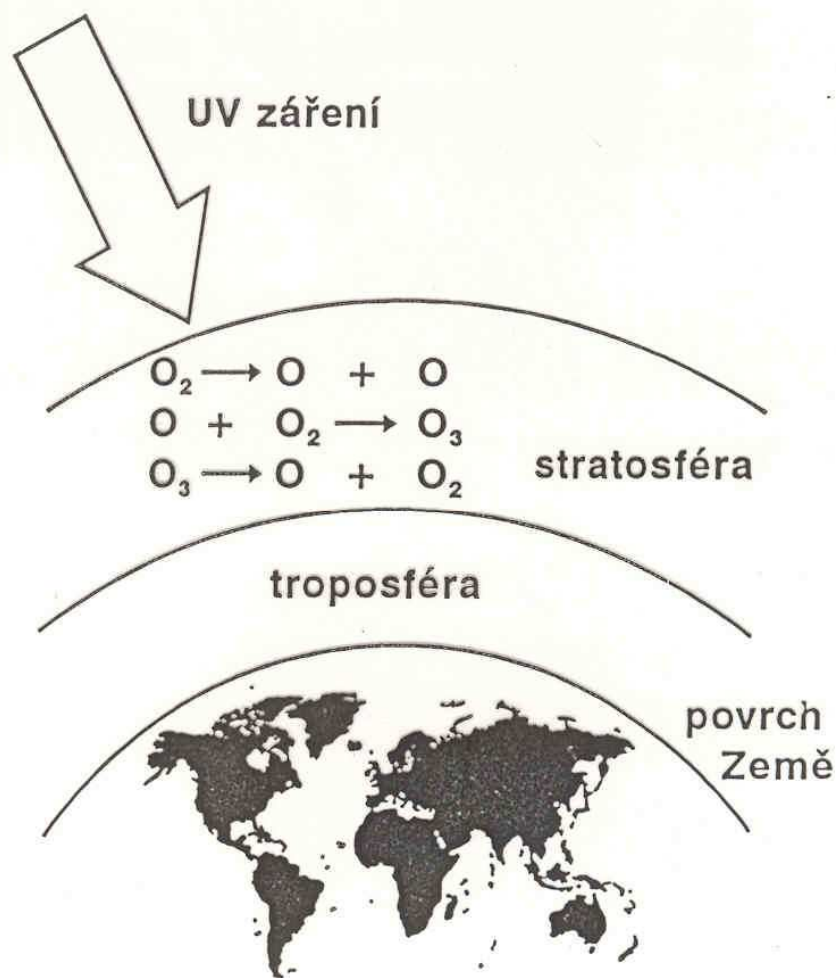 UV záření
O₂ → O + O
O + O₂ → O₃
O₃ → O + O₂
stratosféra
troposféra
povrch
Země